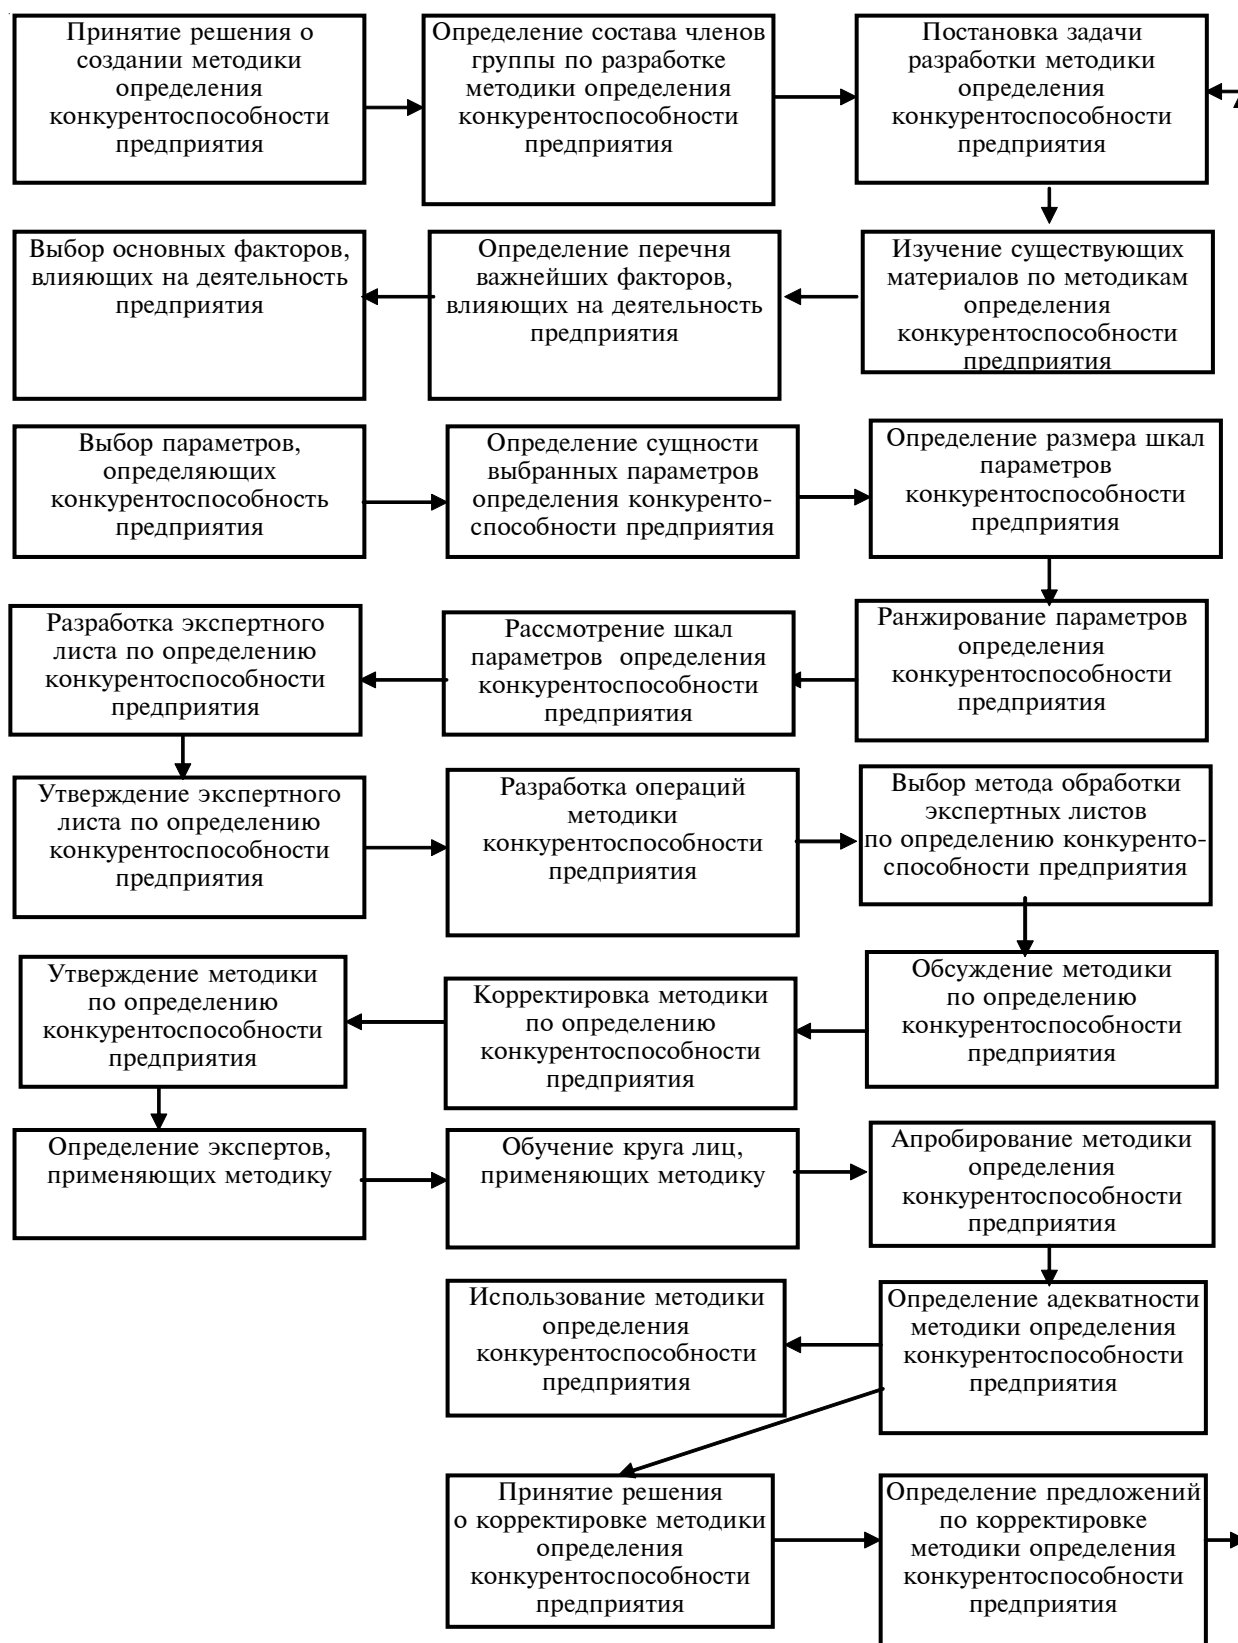 Принятие решения о
создании методики
определения
конкурентоспособности
предприятия
Определение состава членов
группы по разработке
методики определения
конкурентоспособности
предприятия
Постановка задачи
разработки методики
определения
конкурентоспособности
предприятия
Выбор основных факторов,
влияющих на деятельность
предприятия
Определение перечня
важнейших факторов,
влияющих на деятельность
предприятия
Изучение существующих
материалов по методикам
определения
конкурентоспособности
предприятия
Выбор параметров,
определяющих
конкурентоспособность
предприятия
Определение сущности
выбранных параметров
определения конкуренто-
способности предприятия
Определение размера шкал
параметров
конкурентоспособности
предприятия
Разработка экспертного
листа по определению
конкурентоспособности
предприятия
Рассмотрение шкал
параметров определения
конкурентоспособности
предприятия
Ранжирование параметров
определения
конкурентоспособности
предприятия
Утверждение экспертного
листа по определению
конкурентоспособности
предприятия
Разработка операций
методики
конкурентоспособности
предприятия
Выбор метода обработки
экспертных листов
по определению конкуренто-
способности предприятия
Утверждение методики
по определению
конкурентоспособности
предприятия
Корректировка методики
по определению
конкурентоспособности
предприятия
Обсуждение методики
по определению
конкурентоспособности
предприятия
Определение экспертов,
применяющих методику
Обучение круга лиц,
применяющих методику
Апробирование методики
определения
конкурентоспособности
предприятия
Использование методики
определения
конкурентоспособности
предприятия
Определение адекватности
методики определения
конкурентоспособности
предприятия
Принятие решения
о корректировке методики
определения
конкурентоспособности
предприятия
Определение предложений
по корректировке
методики определения
конкурентоспособности
предприятия